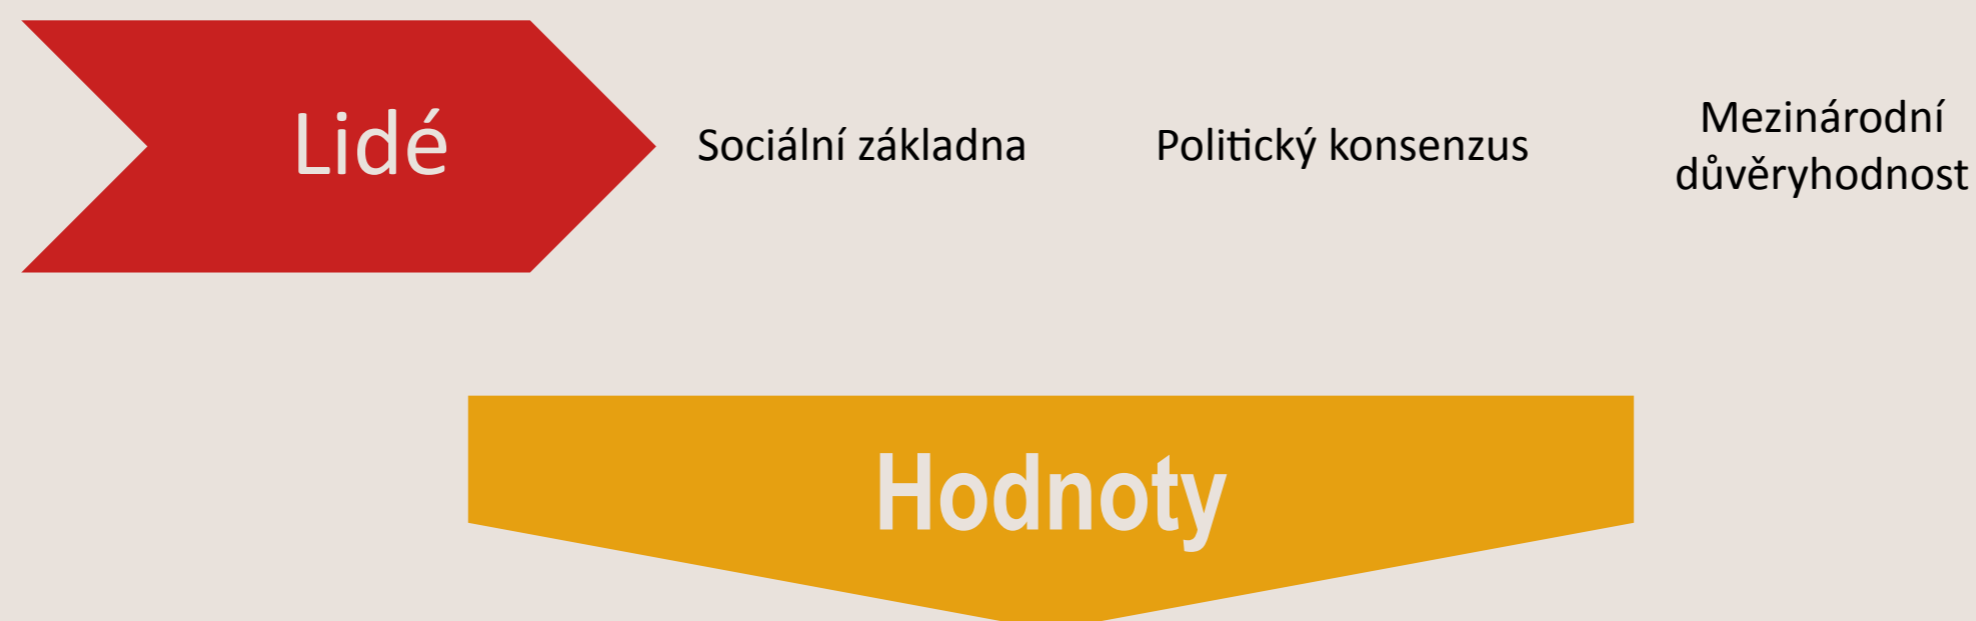 Lidé
Sociální základna
Politický konsenzus
Mezinárodní
důvěryhodnost
Hodnoty